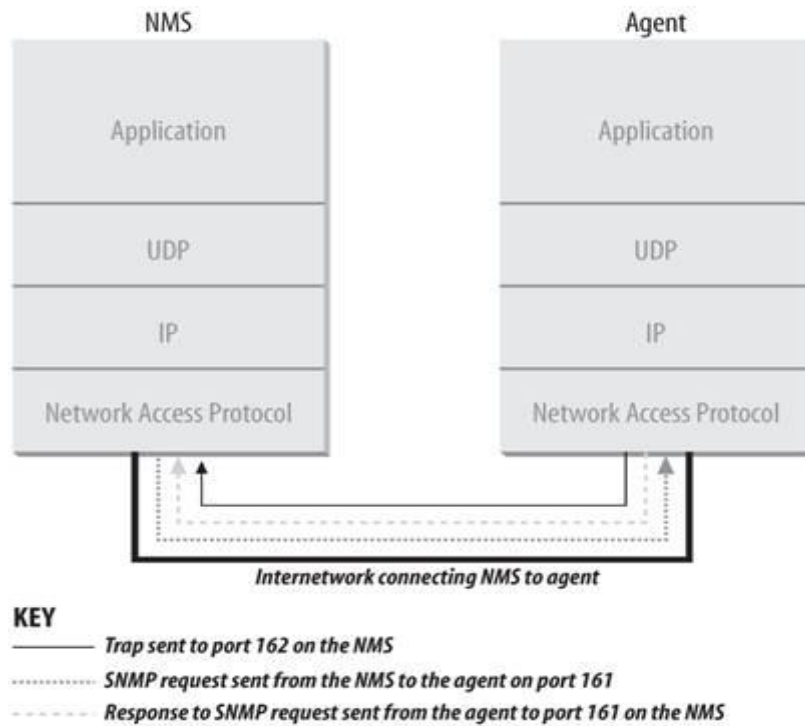 NMS
Agent
Application
Application
UDP
UDP
IP
IP
Network Access Protocol
Network Access Protocol
Internetwork connecting NMS to agent
KEY
Trap sent to port 162 on the NMS
SNMP request sent from the NMS to the agent on port 161
Response to SNMP request sent from the agent to port 161 on the NMS